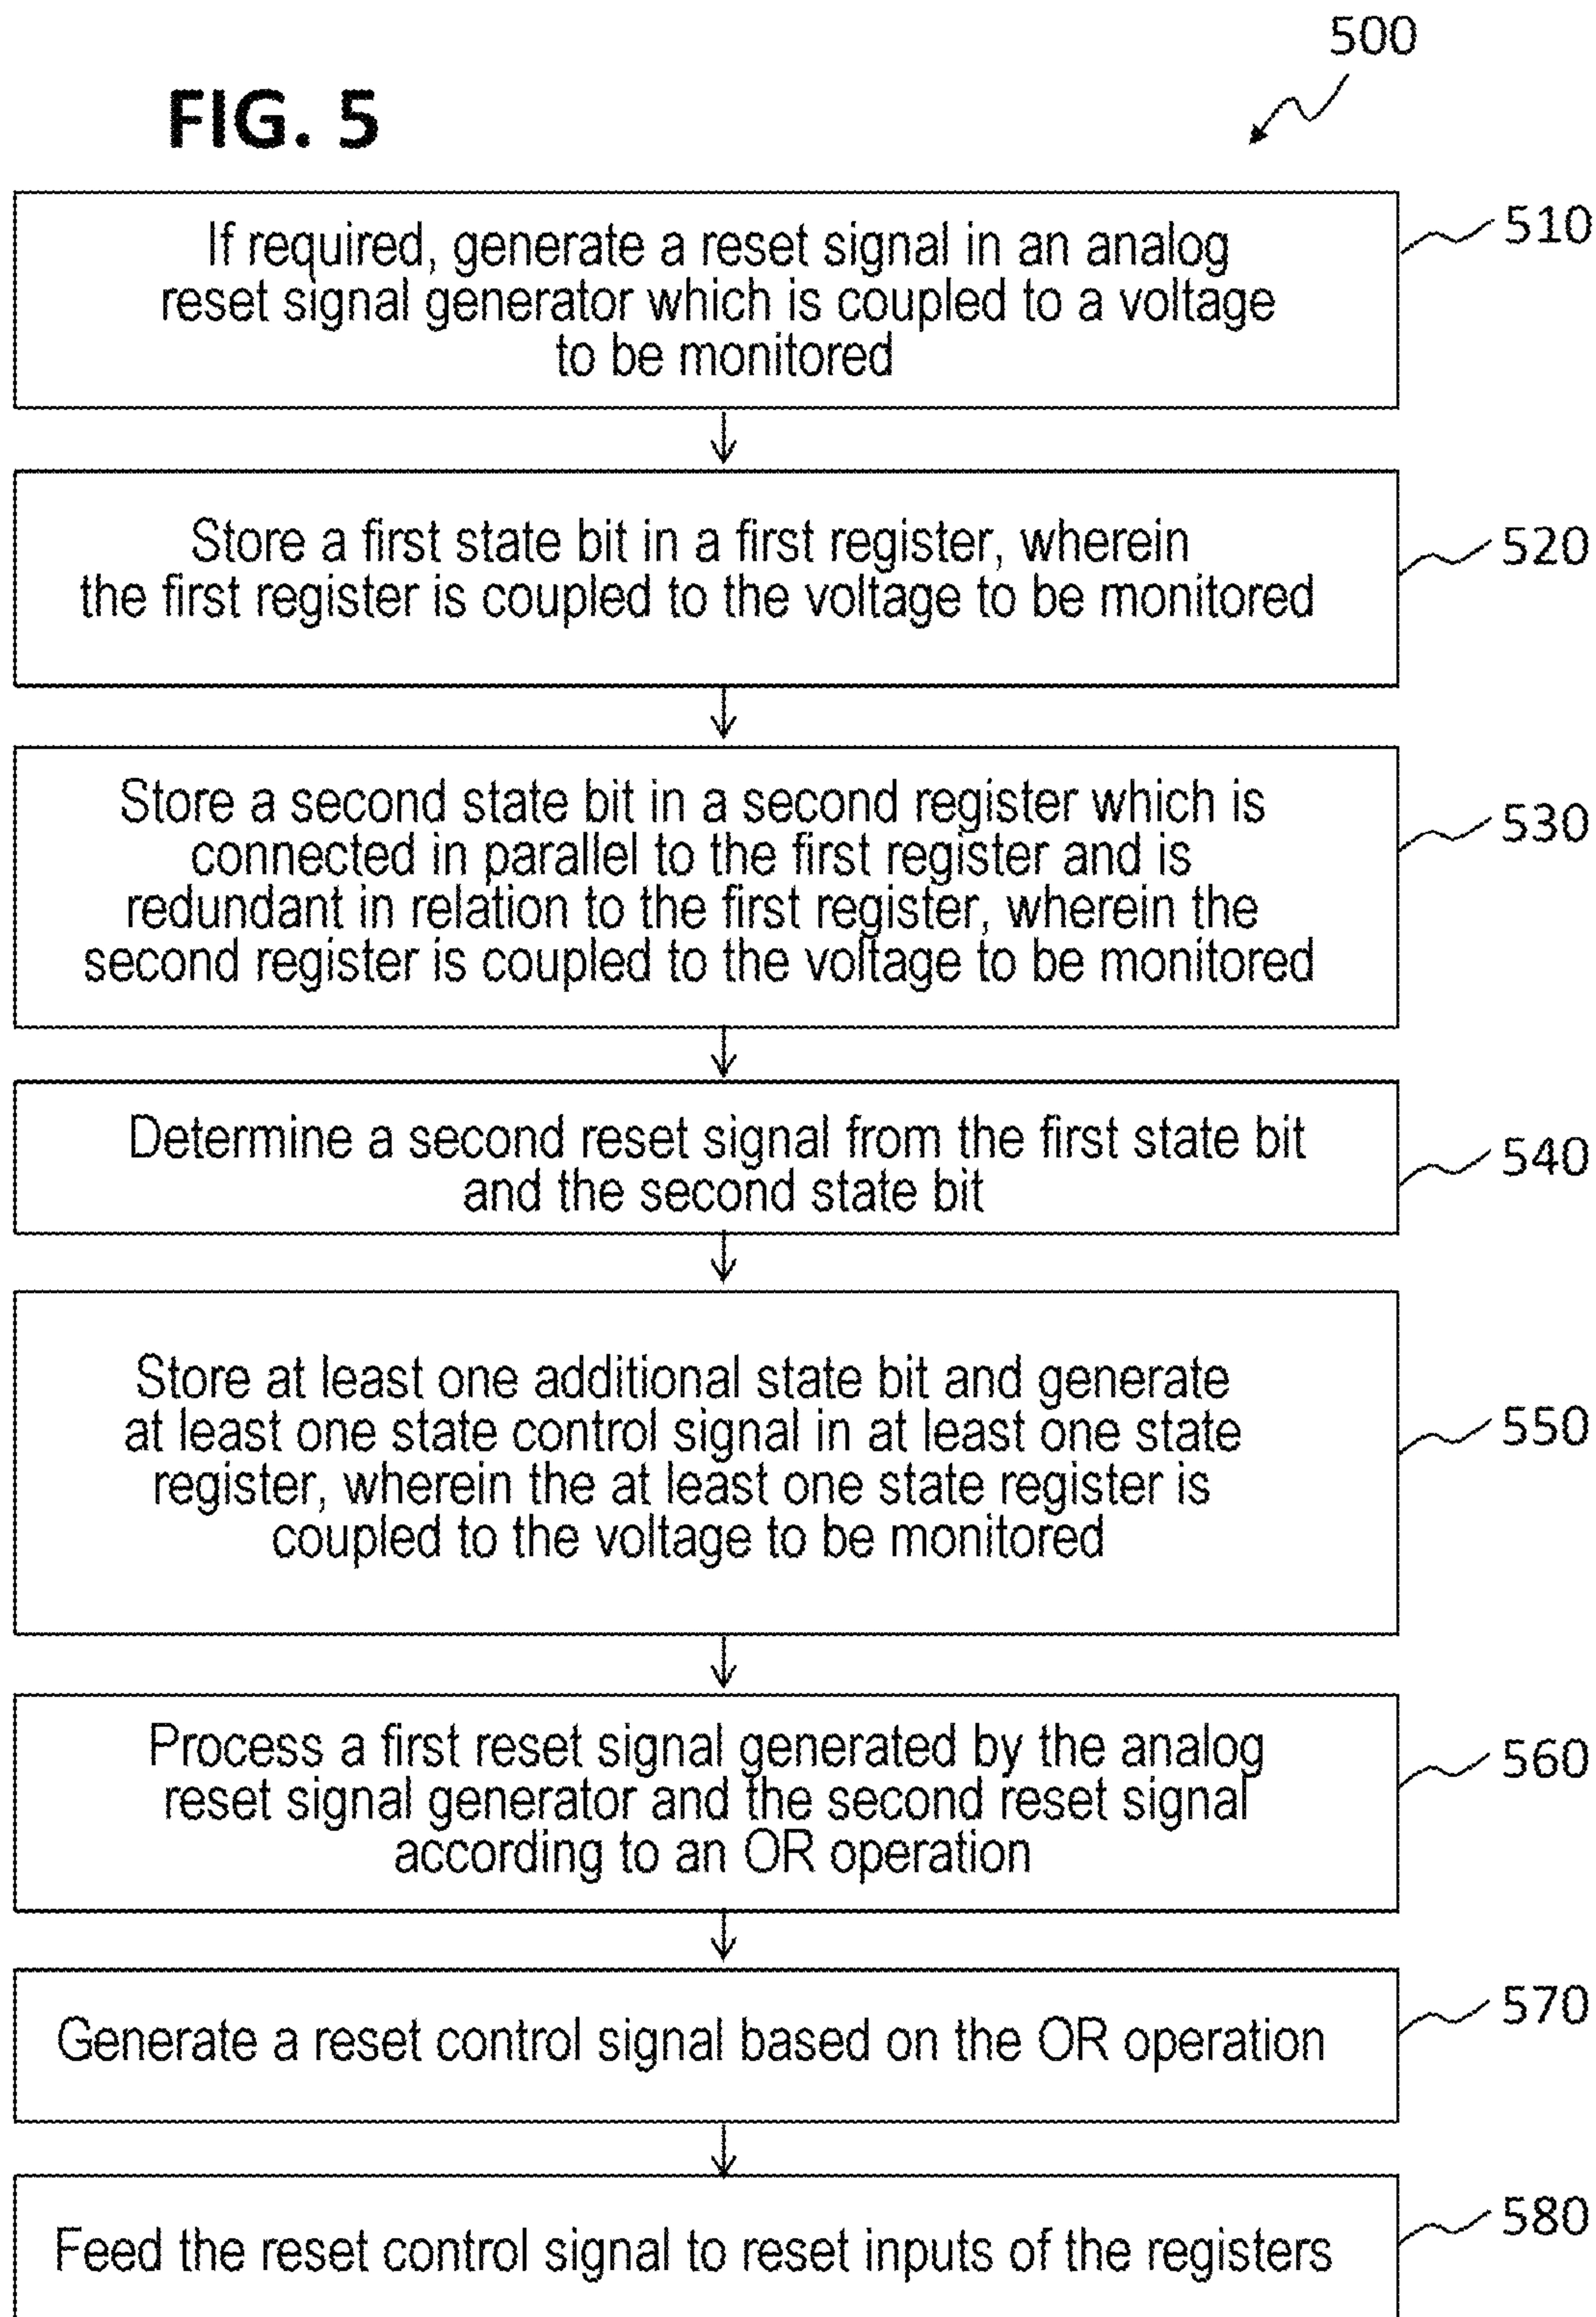 500
FIG. 5
If required, generate a reset signal in an analog
reset signal generator which is coupled to a voltage
to be monitored
510
Store a first state bit in a first register, wherein
the first register is coupled to the voltage to be monitored
520
Store a second state bit in a second register which is
connected in parallel to the first register and is
redundant in relation to the first register, wherein the
second register is coupled to the voltage to be monitored
530
Determine a second reset signal from the first state bit
and the second state bit
540
Store at least one additional state bit and generate
at least one state control signal in at least one state
register, wherein the at least one state register is
coupled to the voltage to be monitored
550
Process a first reset signal generated by the analog
reset signal generator and the second reset signal
according to an OR operation
560
Generate a reset control signal based on the OR operation
570
Feed the reset control signal to reset inputs of the registers
580